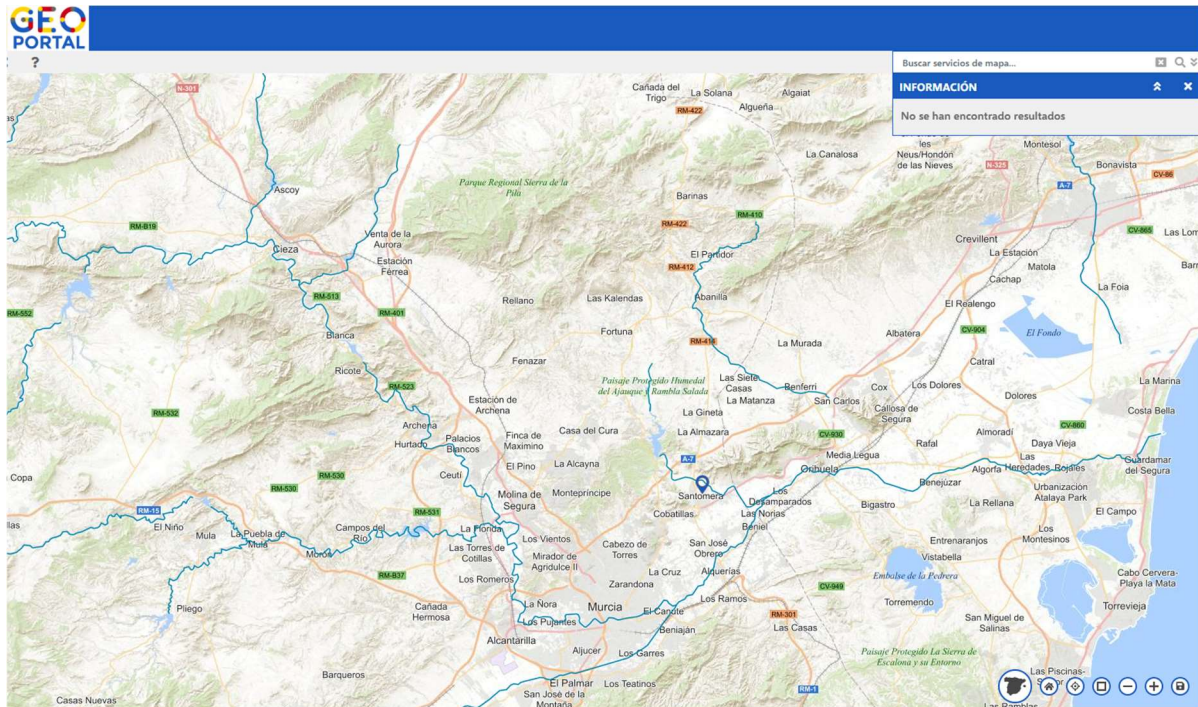 GEO
PORTAL
?
Buscar servicios de mapa...
INFORMACIÓN
No se han encontrado resultados
N-301
Cañada del
Trigo
La Solana
Algaiat
RM-422
Algueña
les
Neus/Hondón
de las Nieves
Montesol
La Canalosa
N-325
Bonavista
CV-86
A-7
Ascoy
Parque Regional Sierra de la
Pila
Barinas
RM-410
RM-B19
RM-422
Venta de la
Aurora
Cieza
Crevillent
CV-865
Las Lom
Estación
Férrea
El Partidor
RM-412
La Estación
Matola
Barr
Cachap
La Foia
RM-513
Rellano
Las Kalendas
Abanilla
El Realengo
RM-552
RM-401
Blanca
Fortuna
RM-414
La Murada
Albatera
CV-904
El Fondo
Fenazar
Catral
Ricote
RM-523
Paisaje Protegido Humedal
del Ajauque y Rambla Salada
Las Siete
Casas
Benferri
Cox
Los Dolores
La Marina
Estación de
Archena
La Matanza
San Carlos
Callosa de
Segura
Dolores
Costa Bella
RM-532
La Gineta
Archena
Casa del Cura
La Almazara
CV-930
Almoradí
CV-860
Hurtado
Palacios
Blancos
Finca de
Maximino
Rafal
Daya Vieja
Media Legua
A-7
Orihuela
Las
Heredades
Rojales
Guardamar
del Segura
Copa
RM-530
RM-530
Ceutí
El Pino
La Alcayna
Algorfa
Benejúzar
Urbanización
Atalaya Park
Molina de
Segura
Montepríncipe
Santomera
Los
Desamparados
Bigastro
La Rellana
RM-15
RM-531
Cobatillas
Las Norias
El Campo
llas
El Niño
Mula
La Puebla de
Mula
Campos del
Río
La Florida
Beniel
Los
Montesinos
Los Vientos
Cabezo de
Torres
San José
Obrero
Entrenaranjos
Las Torres de
Cotillas
Mirador de
Agridulce II
Vistabella
RM-B37
Los Romeros
Zarandona
La Cruz
Alquerías
CV-949
Embalse de la Pedrera
Cabo Cervera-
Playa la Mata
Pliego
Cañada
Hermosa
La Ñora
Murcia
El Canute
Los Ramos
RM-301
Torremendo
Torrevieja
Los Pujantes
Beniaján
Las Casas
San Miguel de
Salinas
Alcantarilla
Aljucer
Los Garres
Paisaje Protegido La Sierra de
Escalona y su Entorno
Barqueros
El Palmar
Los Teatinos
RM-1
Las Piscinas-
Casas Nuevas
San José de la
Montaña